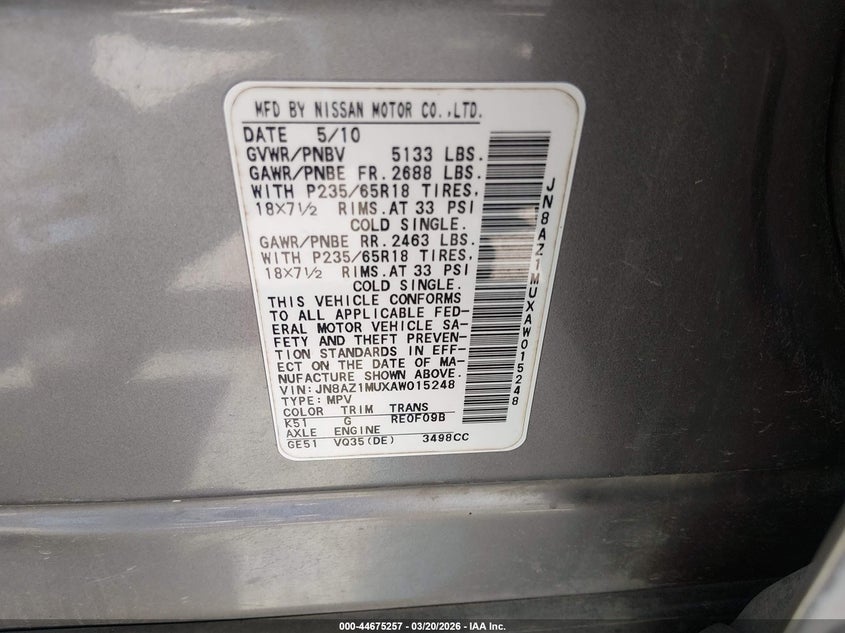 MFD BY NISSAN MOTOR CO.,LTD.
DATE 5/10
GVWR/PNBV 5133 LBS.
GAWR/PNBE FR. 2688 LBS.
WITH P235/65R18 TIRES,
18×7½ RIMS. AT 33 PSI
COLD SINGLE.
GAWR/PNBE RR. 2463 LBS.
WITH P235/65R18 TIRES,
18×7½ RIMS. AT 33 PSI
COLD SINGLE.
THIS VEHICLE CONFORMS
TO ALL APPLICABLE FED-
ERAL MOTOR VEHICLE SA-
FETY AND THEFT PREVEN-
TION STANDARDS IN EFF-
ECT ON THE DATE OF MA-
NUFACTURE SHOWN ABOVE.
VIN:JN8AZ1MUXAW015248
TYPE: MPV
COLOR TRIM TRANS
K51 G RE0F09B
AXLE ENGINE
GE51 VQ35(DE) 3498CC
JN8AZ1MUXAW015248
000-44675257 — 03/20/2026 — IAA Inc.